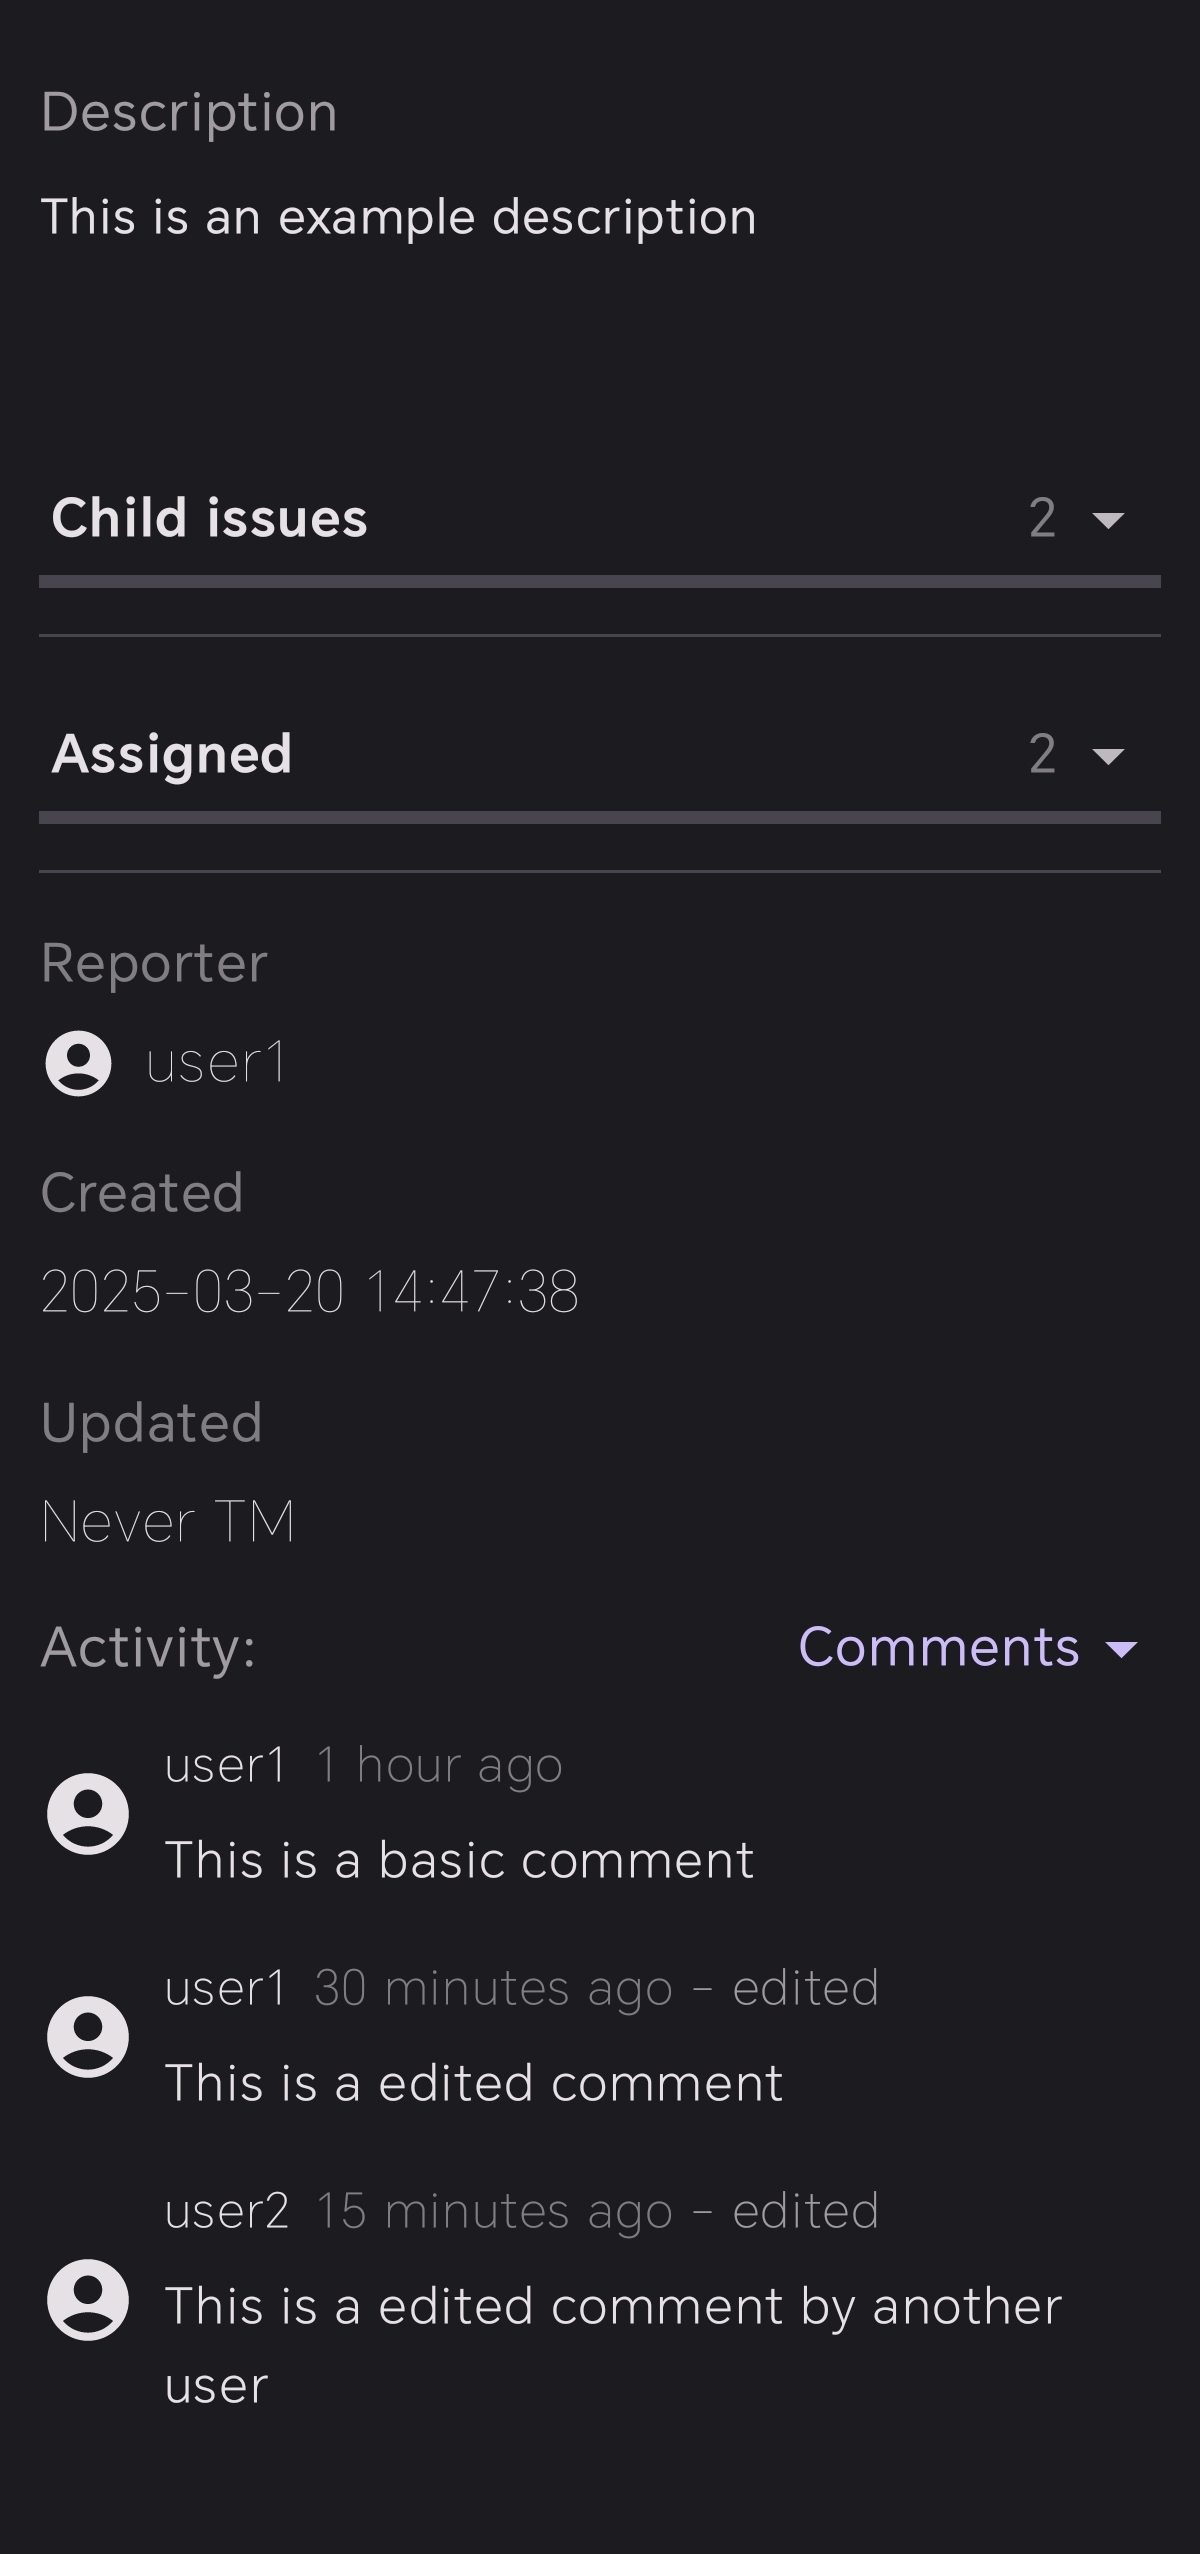 Description
This is an example description
Child issues 2
Assigned 2
Reporter
user1
Created
2025-03-20 14:47:38
Updated
Never TM
Activity: Comments
user1 1 hour ago
This is a basic comment
user1 30 minutes ago - edited
This is a edited comment
user2 15 minutes ago - edited
This is a edited comment by another
user